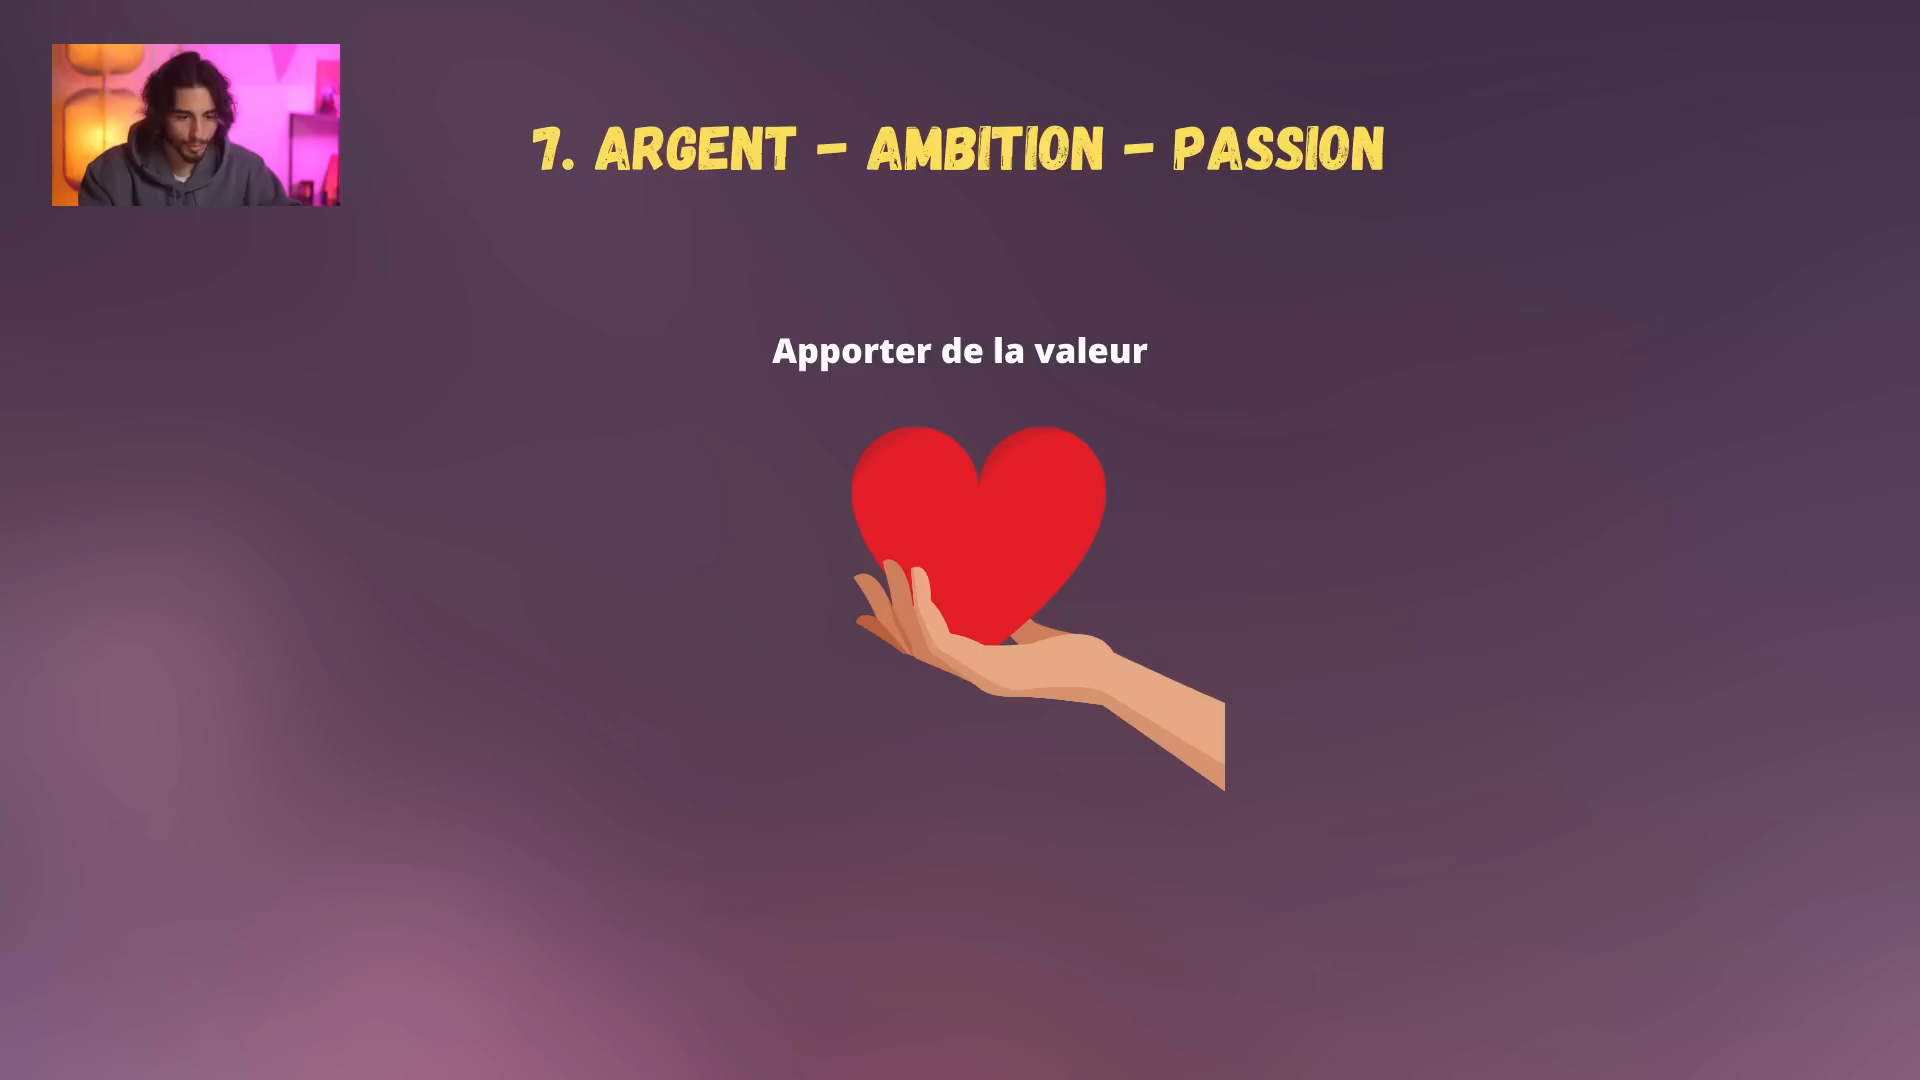 7. ARGENT - AMBITION - PASSION
Apporter de la valeur